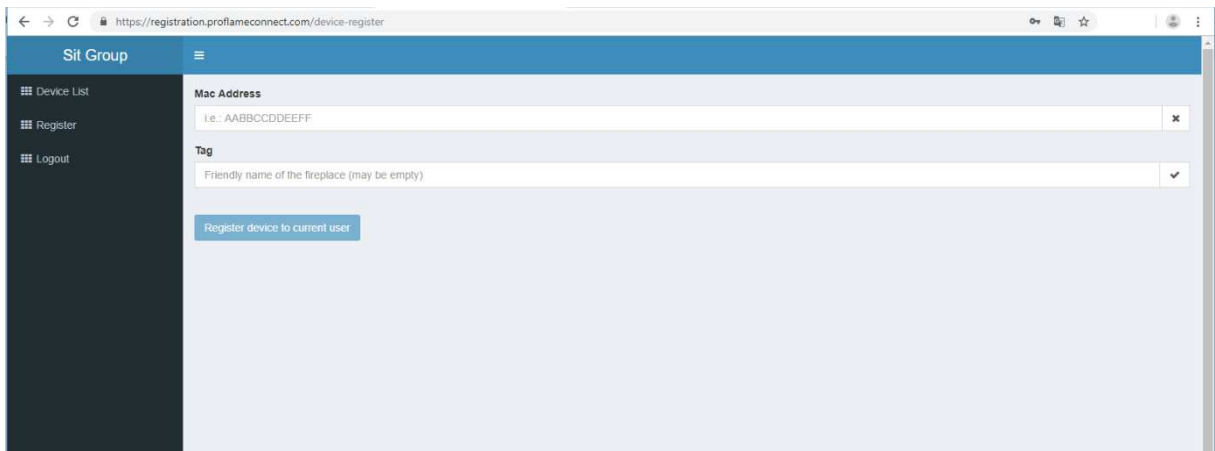 https://registration.proflameconnect.com/device-register
Sit Group
Device List
Register
Logout
Mac Address
i.e.: AABBCCDDEEFF
Tag
Friendly name of the fireplace (may be empty)
Register device to current user